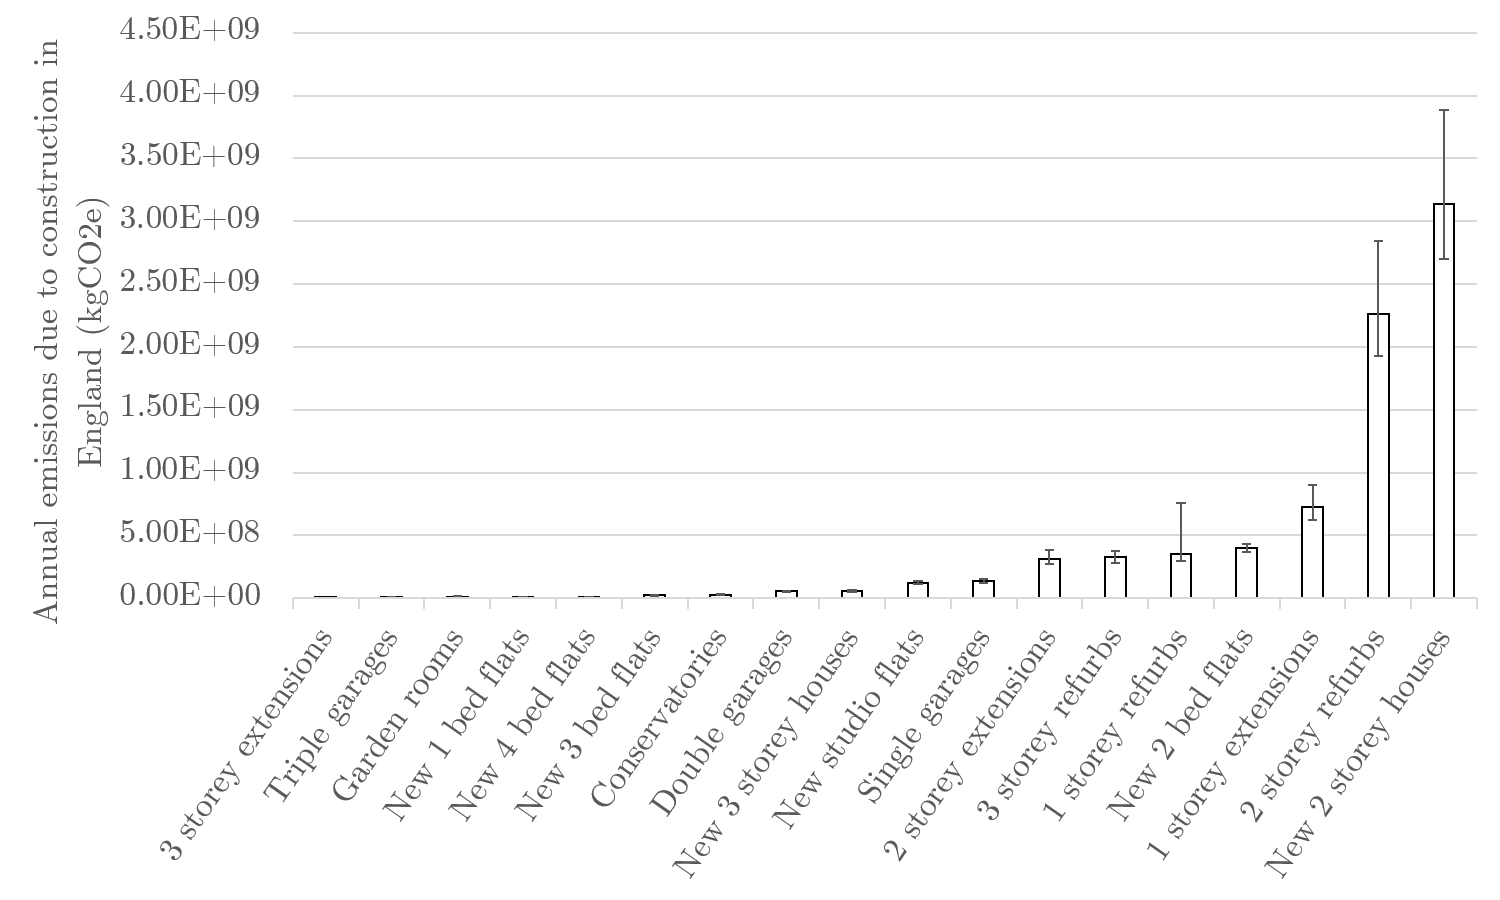 Annual emissions due to construction in
England (kgCO2e)
4.50E+09
4.00E+09
3.50E+09
3.00E+09
2.50E+09
2.00E+09
1.50E+09
1.00E+09
5.00E+08
0.00E+00
3 storey extensions
Triple garages
Garden rooms
New 1 bed flats
New 4 bed flats
New 3 bed flats
Conservatories
Double garages
New 3 storey houses
New studio flats
Single garages
2 storey extensions
3 storey refurbs
1 storey refurbs
New 2 bed flats
1 storey extensions
2 storey refurbs
New 2 storey houses